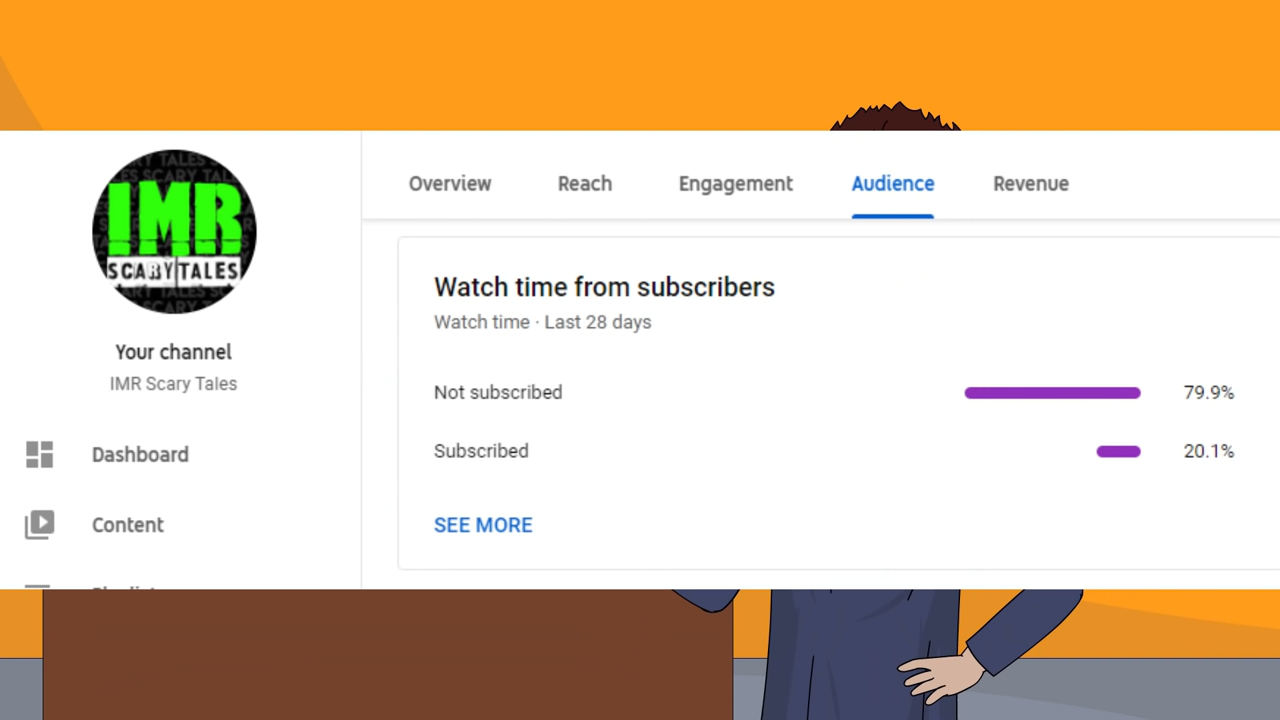 IMR
SCARY TALES
Your channel
IMR Scary Tales
Dashboard
Content
Overview
Reach
Engagement
Audience
Revenue
Watch time from subscribers
Watch time · Last 28 days
Not subscribed 79.9%
Subscribed 20.1%
SEE MORE